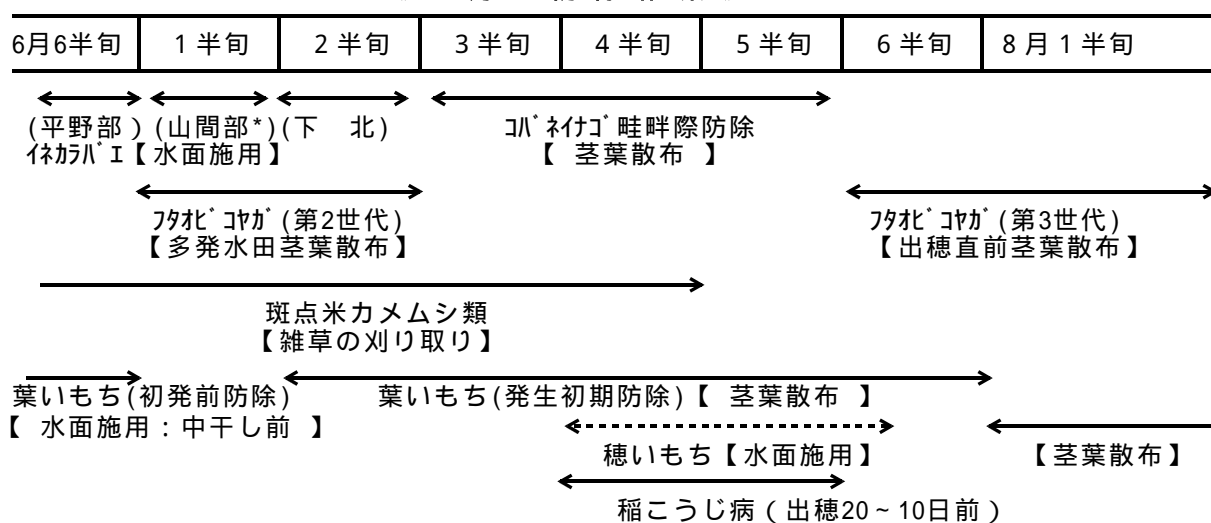 6月6半旬 1半旬 2半旬 3半旬 4半旬 5半旬 6半旬 8月1半旬
(平野部)(山間部*)(下 北) ｺﾊﾞﾈｲﾅｺﾞ畦畔際防除
ｲﾈｶﾗﾊﾞｴ【水面施用】 【 茎葉散布 】
ﾌﾀｵﾋﾞｺﾔｶﾞ(第2世代) ﾌﾀｵﾋﾞｺﾔｶﾞ(第3世代)
【多発水田茎葉散布】 【出穂直前茎葉散布】
斑点米カメムシ類
【雑草の刈り取り】
葉いもち(初発前防除) 葉いもち(発生初期防除)【 茎葉散布 】
【 水面施用：中干し前 】
穂いもち【水面施用】 【茎葉散布】
稲こうじ病（出穂20～10日前）